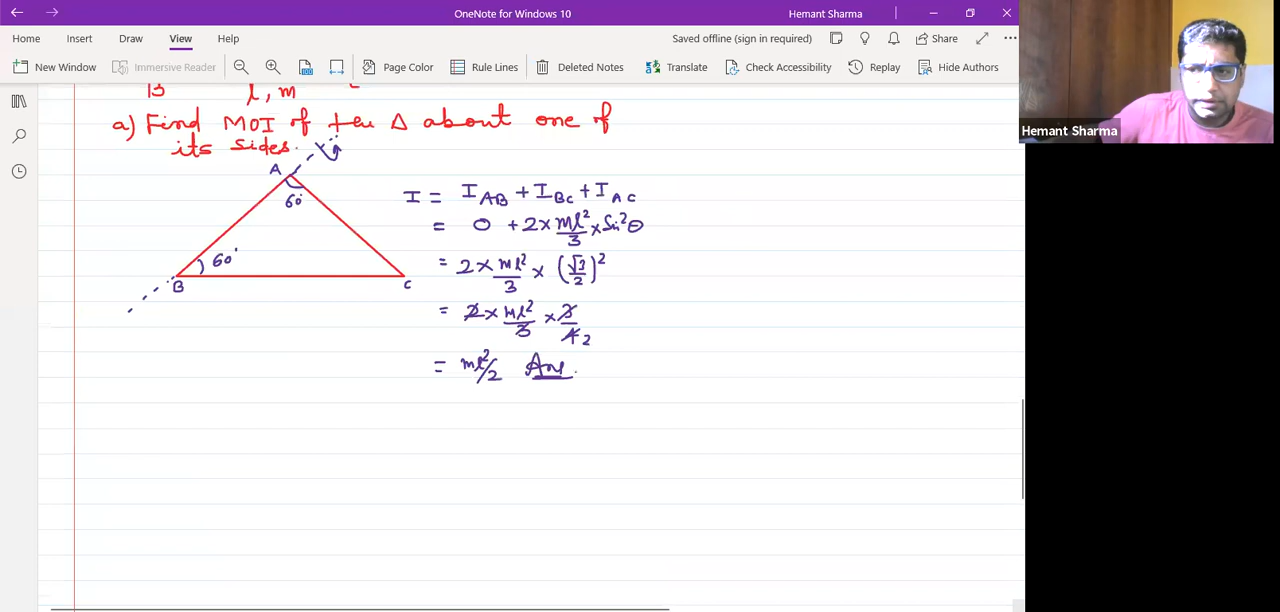 OneNote for Windows 10
Hemant Sharma
Home Insert Draw View Help
Saved offline (sign in required) Share
New Window Immersive Reader Page Color Rule Lines Deleted Notes Translate Check Accessibility Replay Hide Authors
Hemant Sharma
B l, m
a) Find MOI of the Δ about one of
its sides.
A
60°
60°
B C
I = I_AB + I_BC + I_AC
= 0 + 2 × ml²/3 × Sin²θ
= 2 × ml²/3 × (√3/2)²
= 2 × ml²/3 × 3/4 2
= ml²/2 Ans.